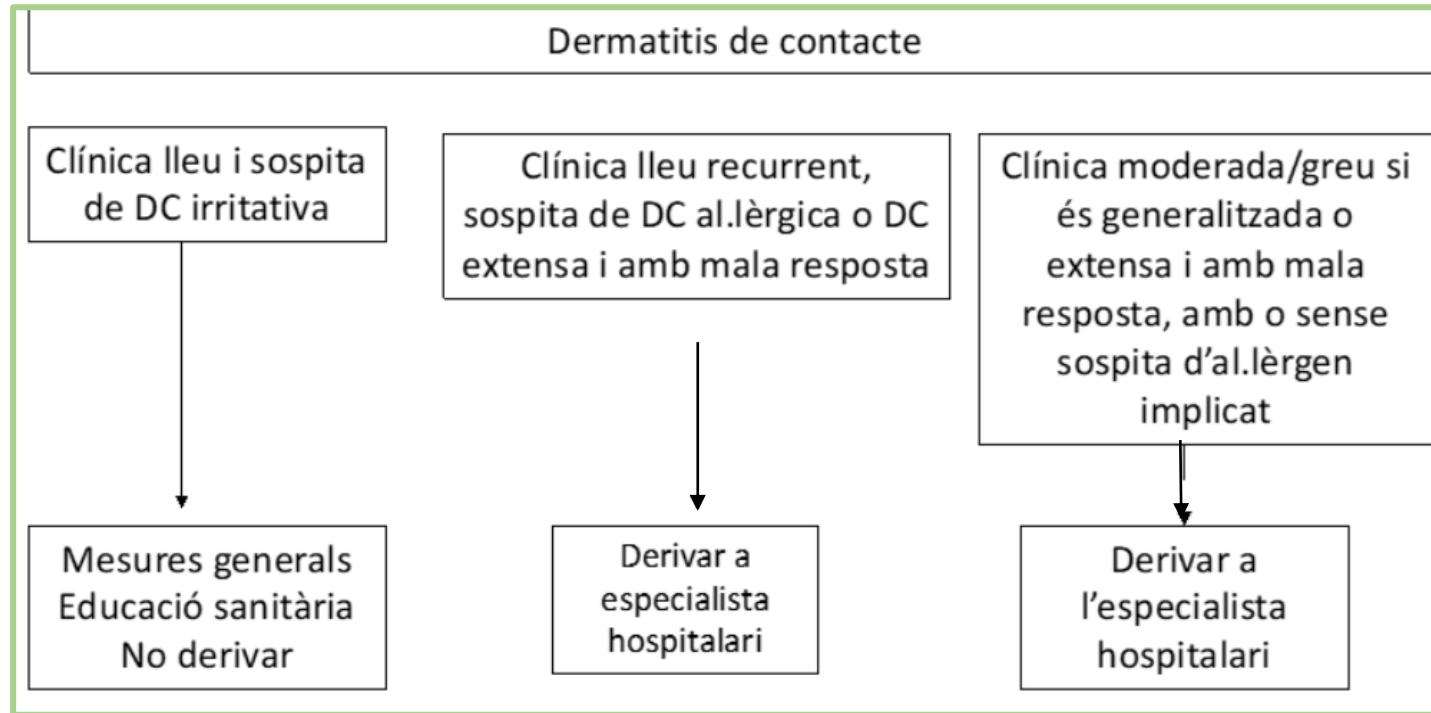 Dermatitis de contacte
Clínica lleu i sospita
de DC irritativa
Clínica lleu recurrent,
sospita de DC al.lèrgica o DC
extensa i amb mala resposta
Clínica moderada/greu si
és generalitzada o
extensa i amb mala
resposta, amb o sense
sospita d’al.lèrgen
implicat
Mesures generals
Educació sanitària
No derivar
Derivar a
especialista
hospitalari
Derivar a
l’especialista
hospitalari